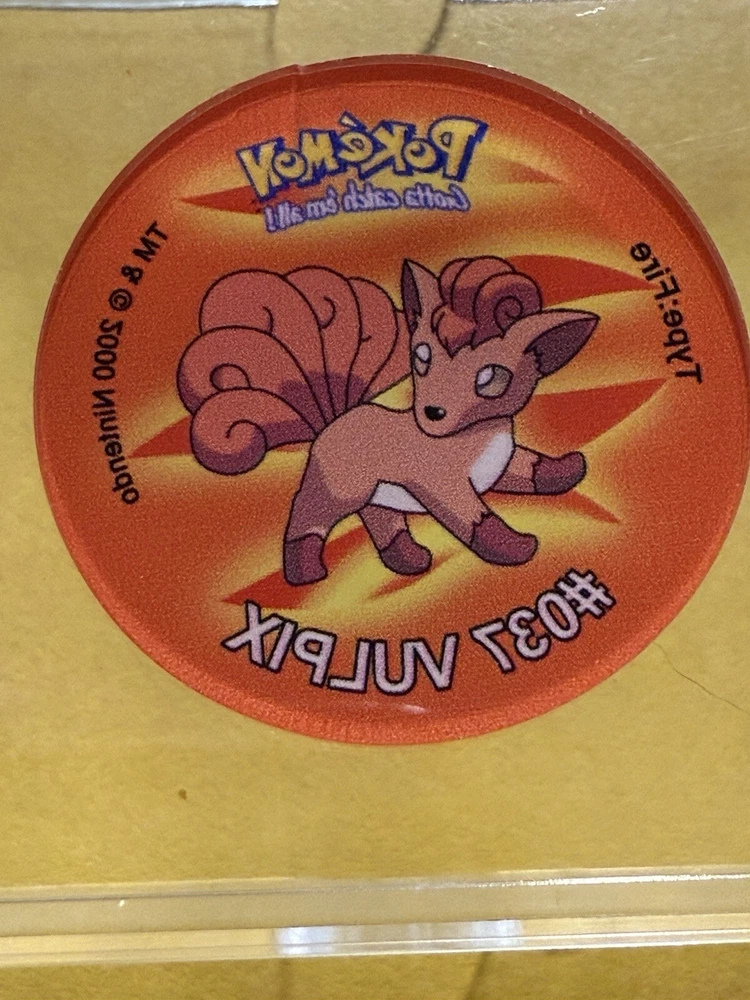 POKéMON
Gotta catch 'em all!
TM & © 2000 Nintendo
Type:Fire
#037 VULPIX